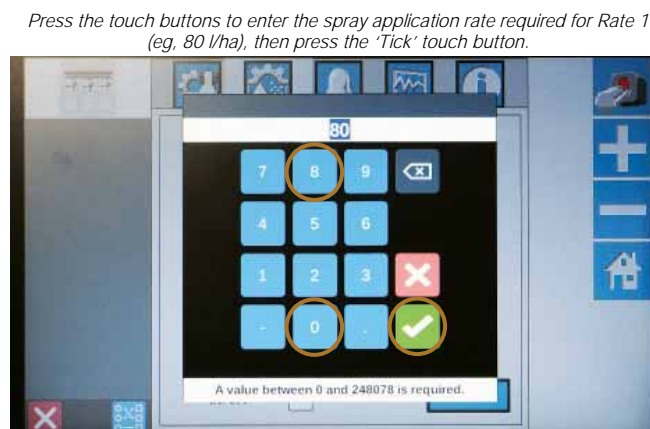 Press the touch buttons to enter the spray application rate required for Rate 1
(eg, 80 l/ha), then press the ‘Tick’ touch button.
80
7 8 9
4 5 6
1 2 3
- 0 .
A value between 0 and 248078 is required.